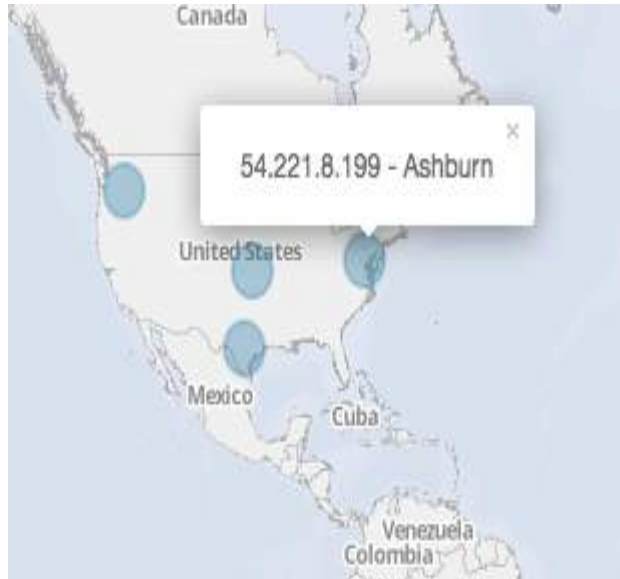 Canada
×
54.221.8.199 - Ashburn
United States
Mexico
Cuba
Venezuela
Colombia